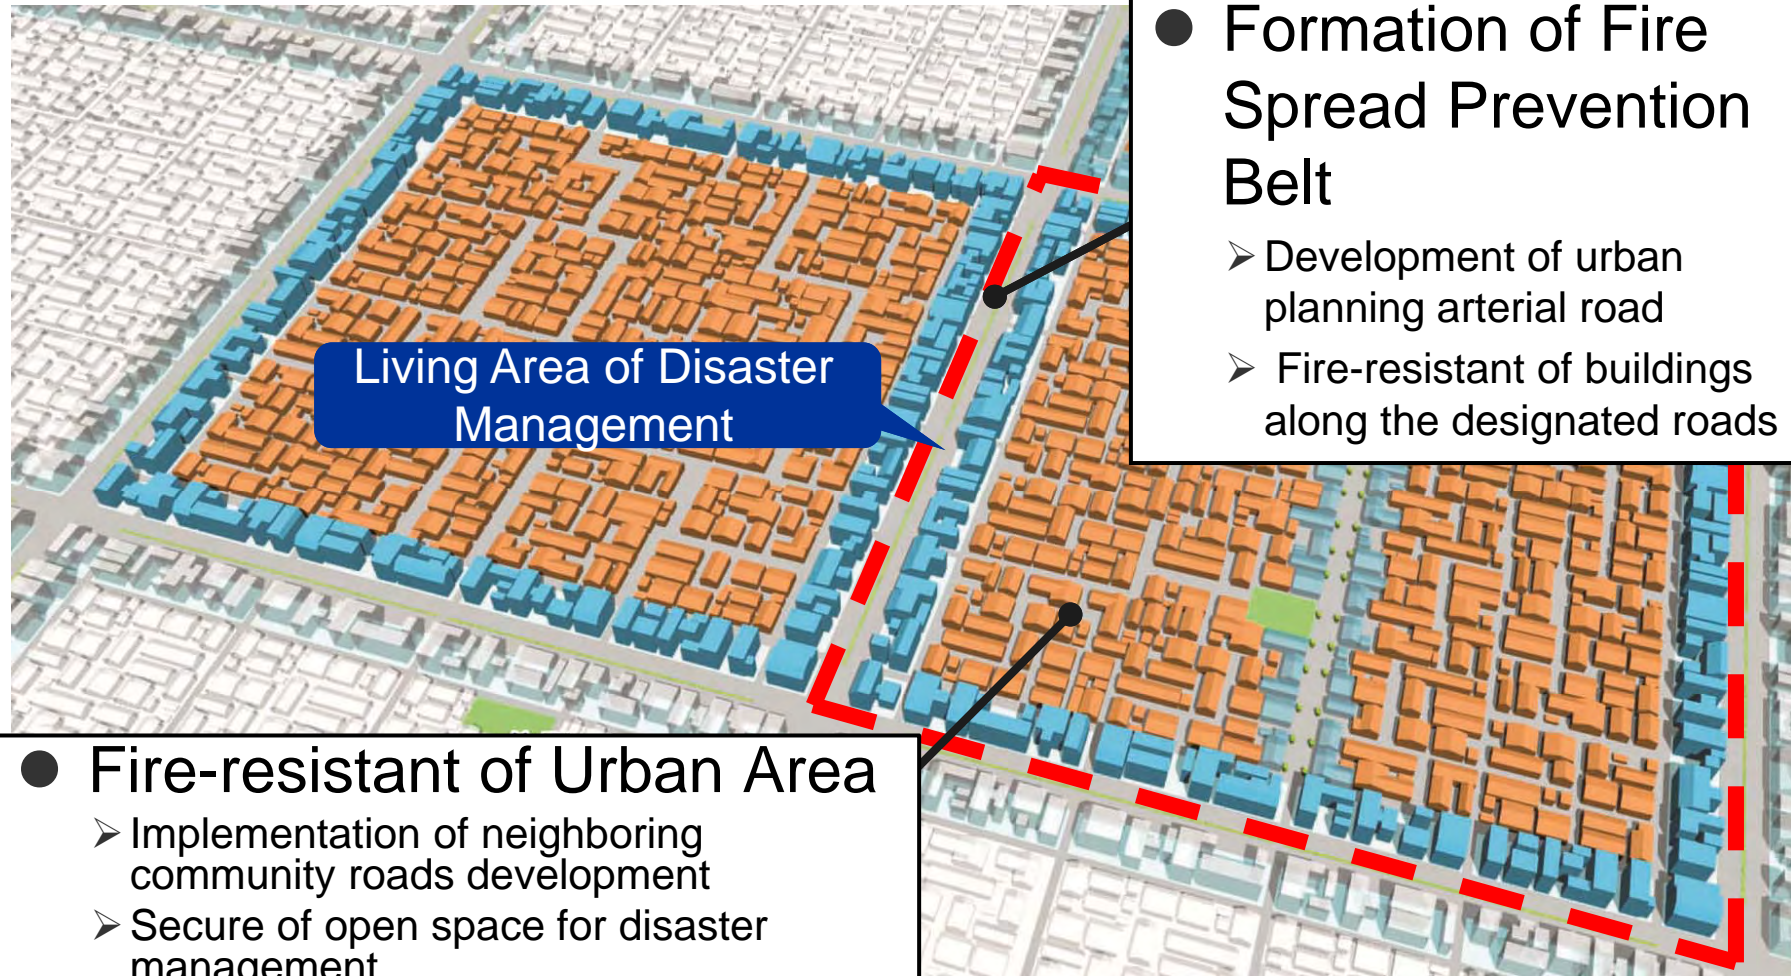 ● Formation of Fire
Spread Prevention
Belt
➢ Development of urban
planning arterial road
➢ Fire-resistant of buildings
along the designated roads
Living Area of Disaster
Management
● Fire-resistant of Urban Area
➢ Implementation of neighboring
community roads development
➢ Secure of open space for disaster
management